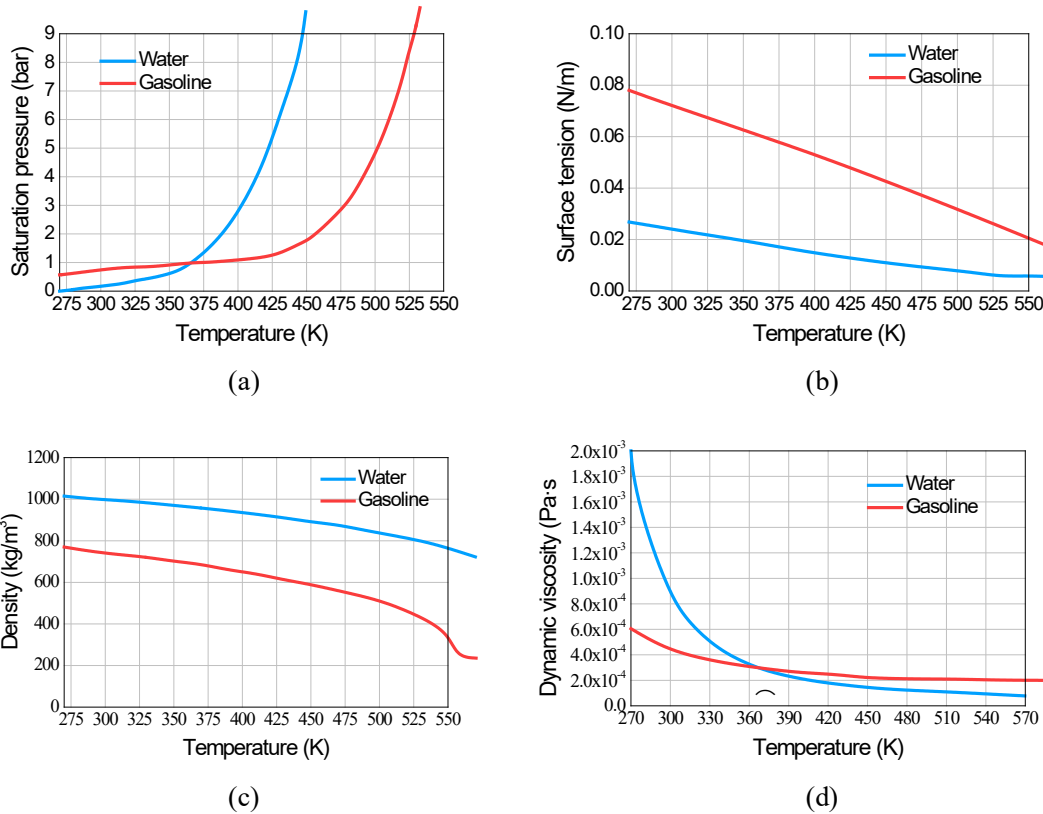 9
8
7
6
5
4
3
2
1
0
Saturation pressure (bar)
Water
Gasoline
275 300 325 350 375 400 425 450 475 500 525 550
Temperature (K)
(a)
0.10
0.08
0.06
0.04
0.02
0.00
Surface tension (N/m)
Water
Gasoline
275 300 325 350 375 400 425 450 475 500 525 550
Temperature (K)
(b)
1200
1000
800
600
400
200
0
Density (kg/m³)
Water
Gasoline
275 300 325 350 375 400 425 450 475 500 525 550
Temperature (K)
(c)
2.0x10⁻³
1.8x10⁻³
1.6x10⁻³
1.4x10⁻³
1.2x10⁻³
1.0x10⁻³
8.0x10⁻⁴
6.0x10⁻⁴
4.0x10⁻⁴
2.0x10⁻⁴
0
Dynamic viscosity (Pa·s)
Water
Gasoline
270 300 330 360 390 420 450 480 510 540 570
Temperature (K)
(d)